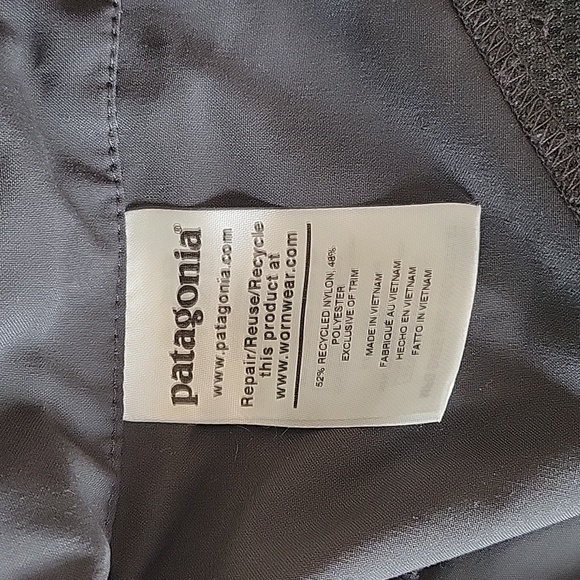 patagonia®
www.patagonia.com
Repair/Reuse/Recycle
this product at
www.wornwear.com
52% RECYCLED NYLON, 48%
POLYESTER
EXCLUSIVE OF TRIM
MADE IN VIETNAM
FABRIQUÉ AU VIETNAM
HECHO EN VIETNAM
FATTO IN VIETNAM